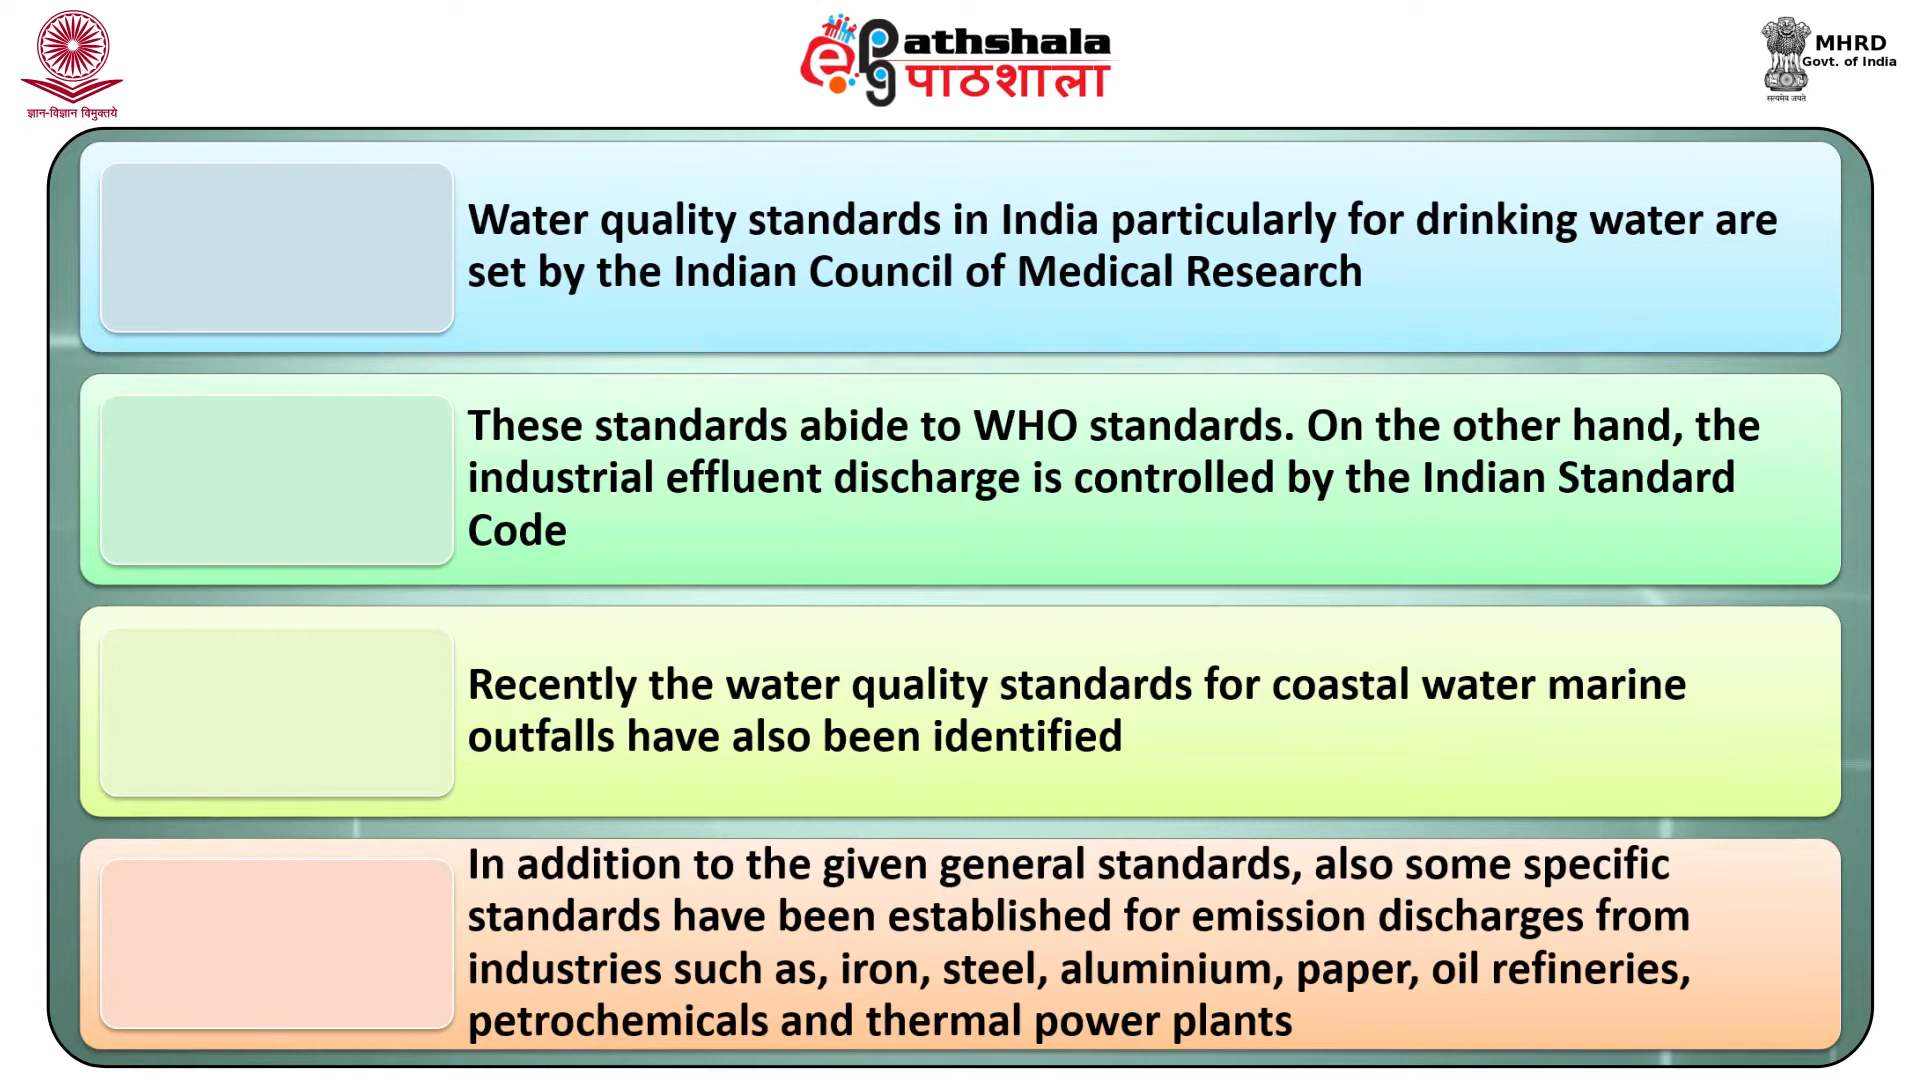 ज्ञान-विज्ञान विमुक्तये
e
pg
athshala
पाठशाला
MHRD
Govt. of India
सत्यमेव जयते
Water quality standards in India particularly for drinking water are
set by the Indian Council of Medical Research
These standards abide to WHO standards. On the other hand, the
industrial effluent discharge is controlled by the Indian Standard
Code
Recently the water quality standards for coastal water marine
outfalls have also been identified
In addition to the given general standards, also some specific
standards have been established for emission discharges from
industries such as, iron, steel, aluminium, paper, oil refineries,
petrochemicals and thermal power plants